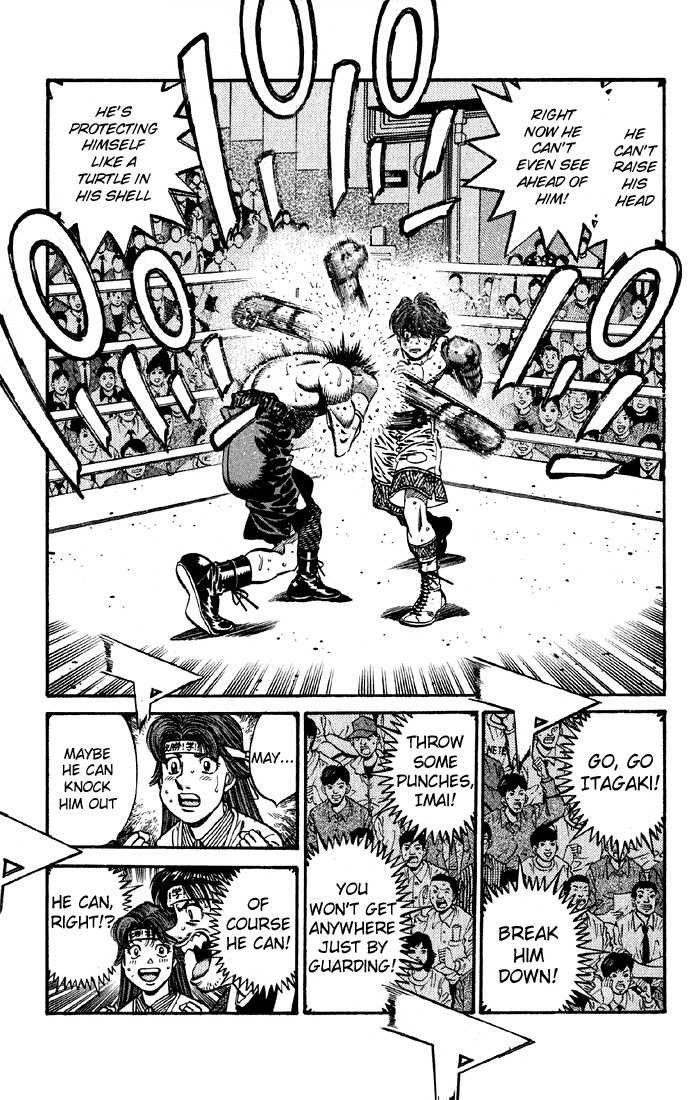 HE
CAN'T
RAISE
HIS
HEAD
RIGHT
NOW HE
CAN'T
EVEN SEE
AHEAD OF
HIM!
HE'S
PROTECTING
HIMSELF
LIKE A
TURTLE IN
HIS SHELL
GO, GO
ITAGAKI!
BREAK
HIM
DOWN!
THROW
SOME
PUNCHES,
IMAI!
YOU
WON'T GET
ANYWHERE
JUST BY
GUARDING!
MAY...
MAYBE
HE CAN
KNOCK
HIM OUT
OF
COURSE
HE CAN!
HE CAN,
RIGHT!?